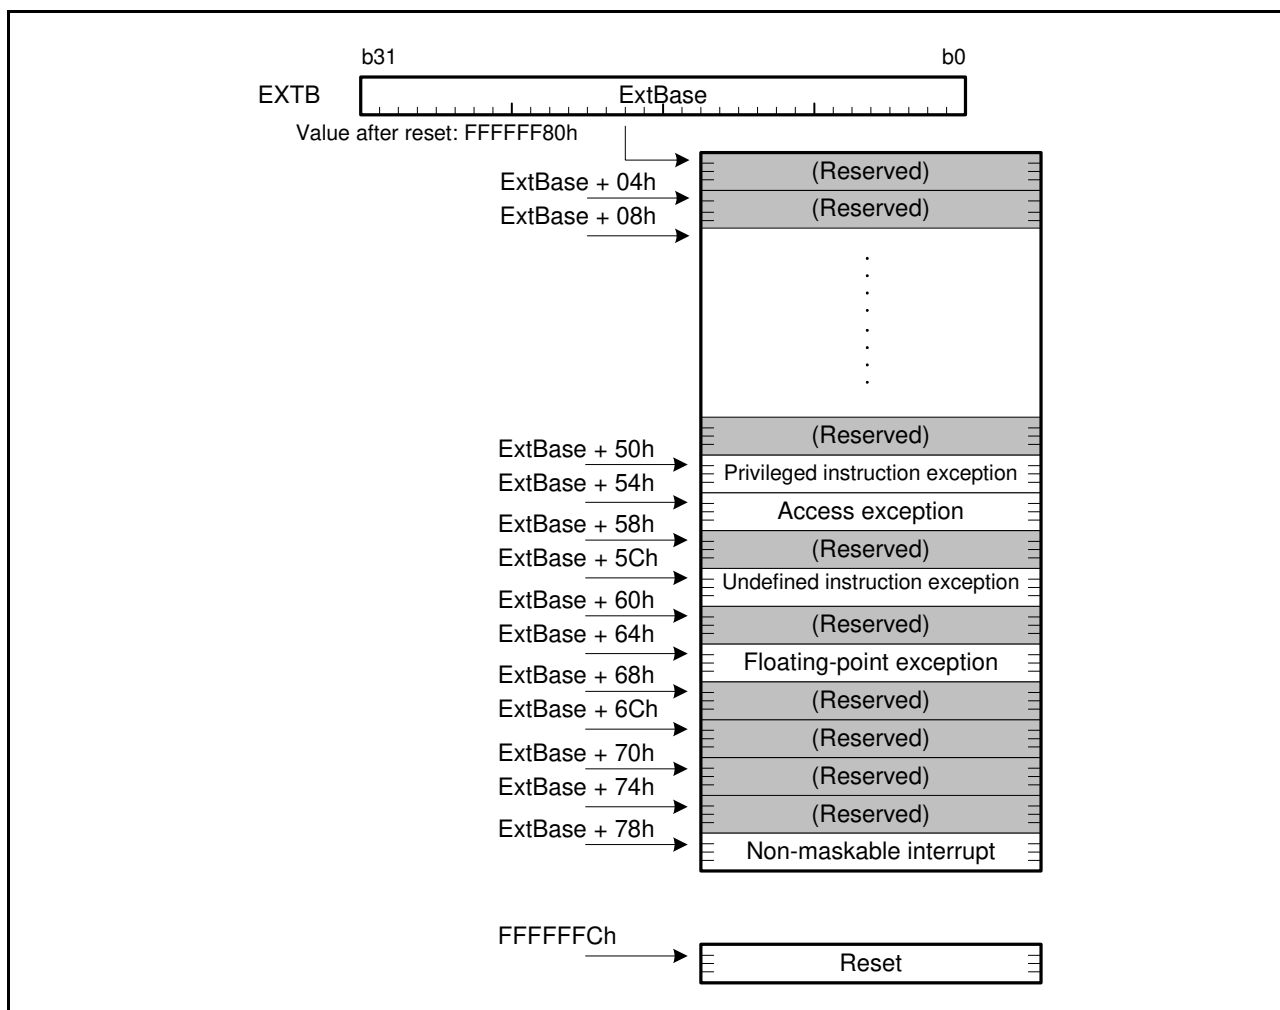 b31 b0
EXTB ExtBase
Value after reset: FFFFFF80h
(Reserved)
ExtBase + 04h
(Reserved)
ExtBase + 08h
(Reserved)
ExtBase + 50h
Privileged instruction exception
ExtBase + 54h
Access exception
ExtBase + 58h
(Reserved)
ExtBase + 5Ch
Undefined instruction exception
ExtBase + 60h
(Reserved)
ExtBase + 64h
Floating-point exception
ExtBase + 68h
(Reserved)
ExtBase + 6Ch
(Reserved)
ExtBase + 70h
(Reserved)
ExtBase + 74h
(Reserved)
ExtBase + 78h
Non-maskable interrupt
FFFFFFCh
Reset